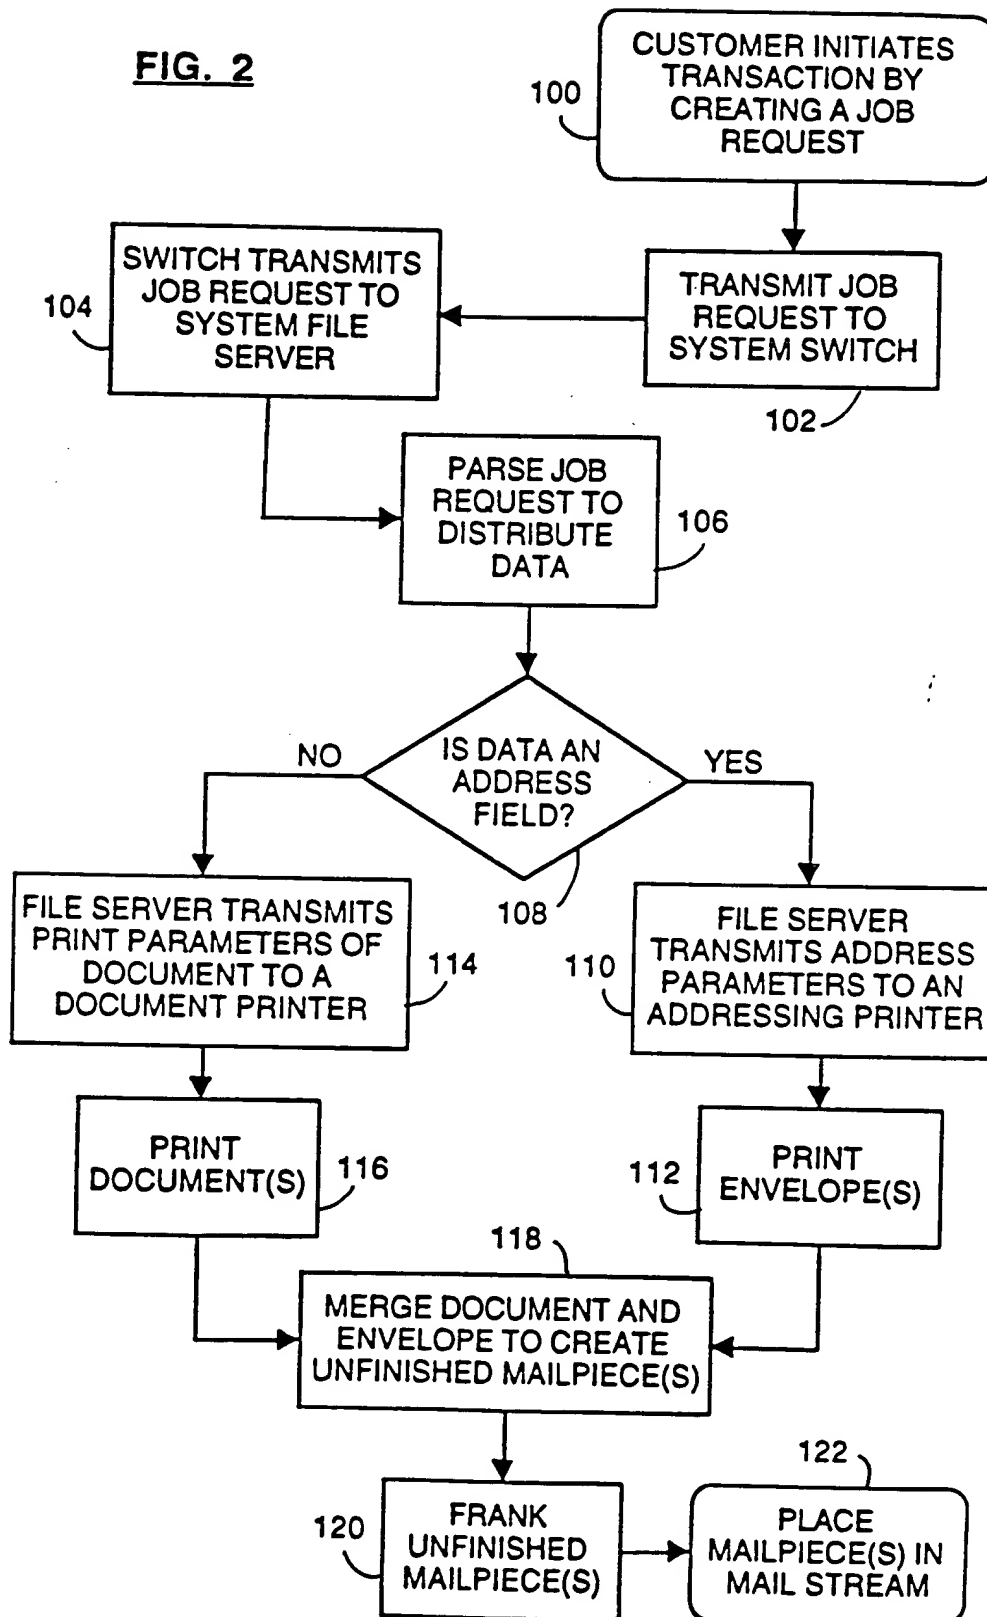 FIG. 2
CUSTOMER INITIATES
TRANSACTION BY
CREATING A JOB
REQUEST
100
TRANSMIT JOB
REQUEST TO
SYSTEM SWITCH
102
SWITCH TRANSMITS
JOB REQUEST TO
SYSTEM FILE
SERVER
104
PARSE JOB
REQUEST TO
DISTRIBUTE
DATA
106
IS DATA AN
ADDRESS
FIELD?
108
NO
YES
FILE SERVER TRANSMITS
PRINT PARAMETERS OF
DOCUMENT TO A
DOCUMENT PRINTER
114
FILE SERVER
TRANSMITS ADDRESS
PARAMETERS TO AN
ADDRESSING PRINTER
110
PRINT
DOCUMENT(S)
116
PRINT
ENVELOPE(S)
112
118
MERGE DOCUMENT AND
ENVELOPE TO CREATE
UNFINISHED MAILPIECE(S)
FRANK
UNFINISHED
MAILPIECE(S)
120
122
PLACE
MAILPIECE(S) IN
MAIL STREAM